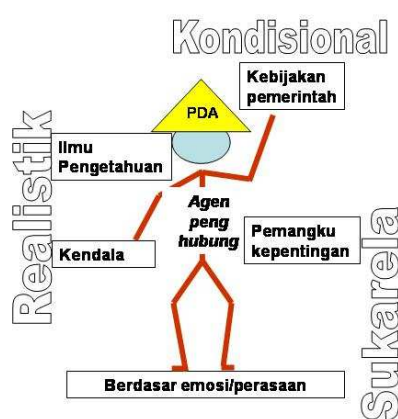 Kondisional
Kebijakan
pemerintah
PDA
Ilmu
Pengetahuan
Realistik
Agen
peng
hubung
Kendala
Pemangku
kepentingan
Sukarela
Berdasar emosi/perasaan